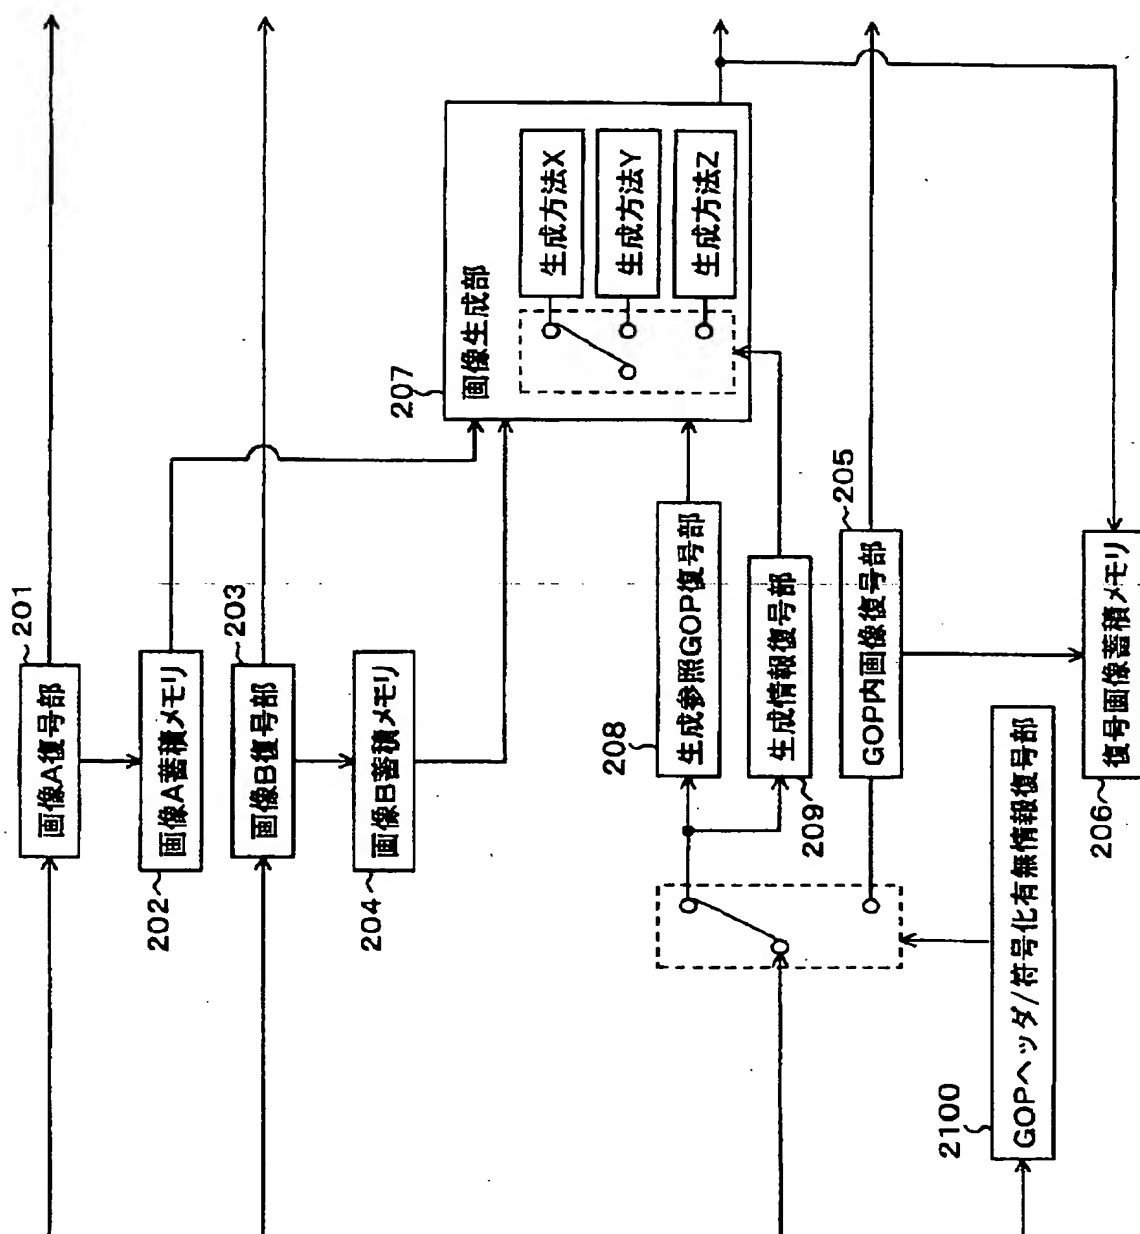 201
画像A復号部
202
画像A蓄積メモリ
203
画像B復号部
204
画像B蓄積メモリ
207
画像生成部
生成方法X
生成方法Y
生成方法Z
208
生成参照GOP復号部
209
生成情報復号部
205
GOP内画像復号部
2100
GOPヘッダ/符号化有無情報復号部
206
復号画像蓄積メモリ